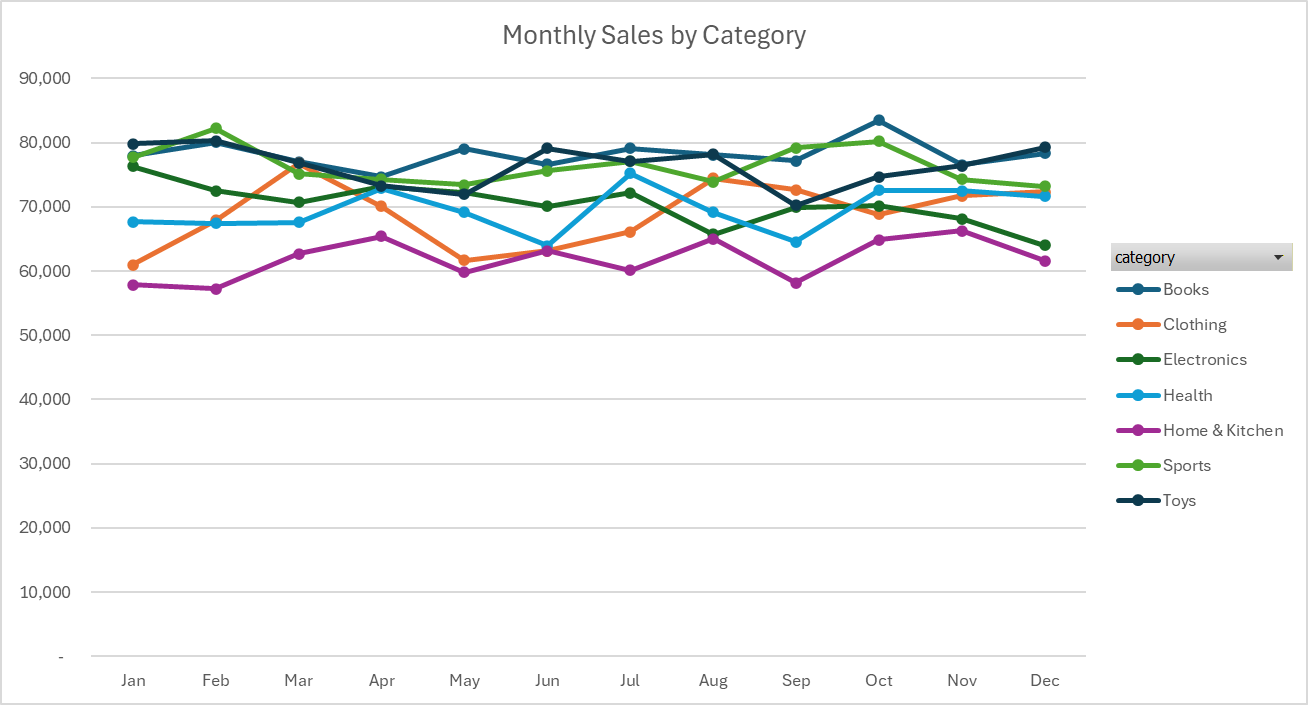 Monthly Sales by Category
90,000
80,000
70,000
60,000
50,000
40,000
30,000
20,000
10,000
-
Jan Feb Mar Apr May Jun Jul Aug Sep Oct Nov Dec
category
Books
Clothing
Electronics
Health
Home & Kitchen
Sports
Toys